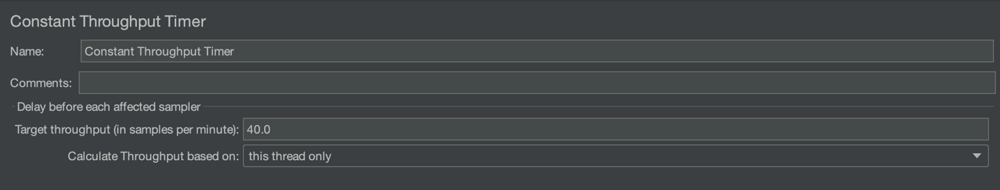 Constant Throughput Timer
Name: Constant Throughput Timer
Comments:
Delay before each affected sampler
Target throughput (in samples per minute): 40.0
Calculate Throughput based on: this thread only